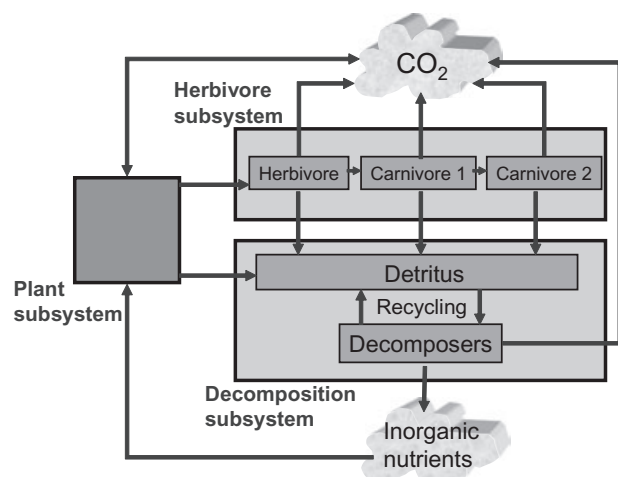 CO2
Herbivore
subsystem
Herbivore
Carnivore 1
Carnivore 2
Detritus
Plant
subsystem
Recycling
Decomposers
Decomposition
subsystem
Inorganic
nutrients